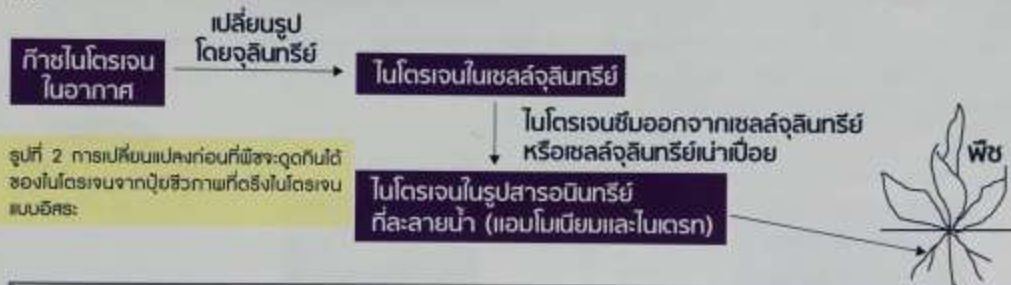 ก๊าซไนโตรเจน
ในอากาศ
เปลี่ยนรูป
โดยจุลินทรีย์
ไนโตรเจนในเซลล์จุลินทรีย์
ไนโตรเจนซึมออกจากเซลล์จุลินทรีย์
หรือเซลล์จุลินทรีย์เน่าเปื่อย
รูปที่ 2 การเปลี่ยนแปลงก่อนที่พืชจะดูดกินได้
ของไนโตรเจนจากปุ๋ยชีวภาพที่ตรึงไนโตรเจน
แบบอิสระ
ไนโตรเจนในรูปสารอนินทรีย์
ที่ละลายน้ำ (แอมโมเนียมและไนเตรท)
พืช